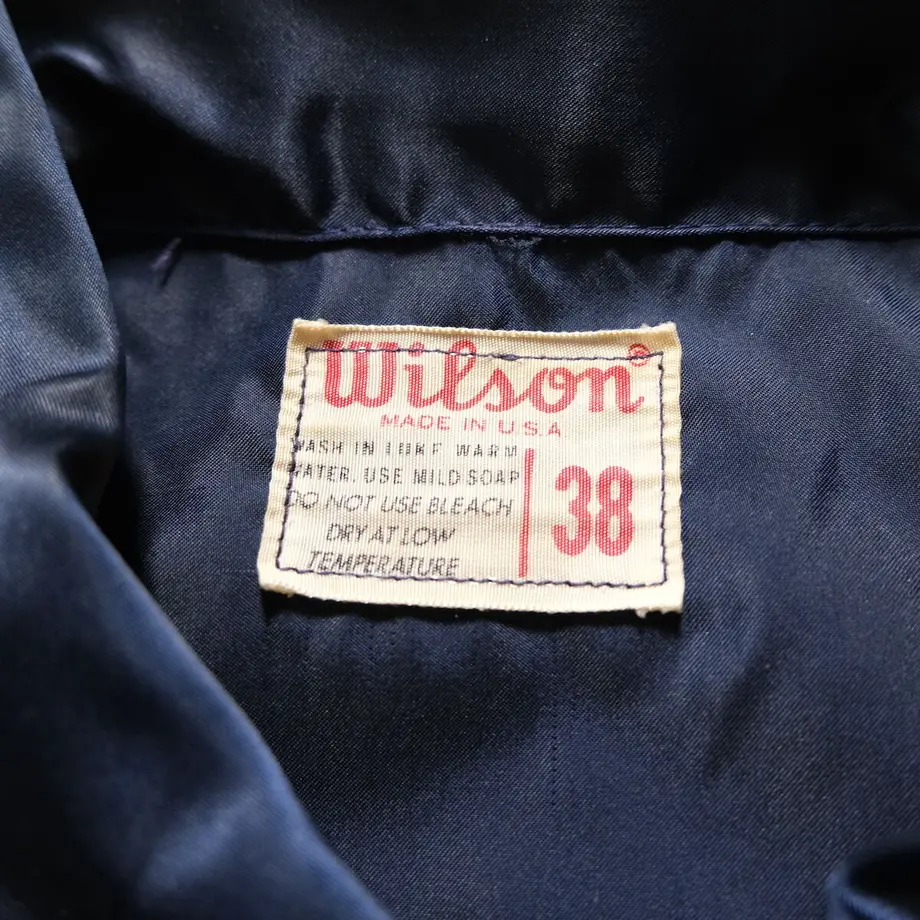 Wilson®
MADE IN U.S.A
WASH IN LUKE WARM
WATER. USE MILD SOAP
DO NOT USE BLEACH
DRY AT LOW
TEMPERATURE
38